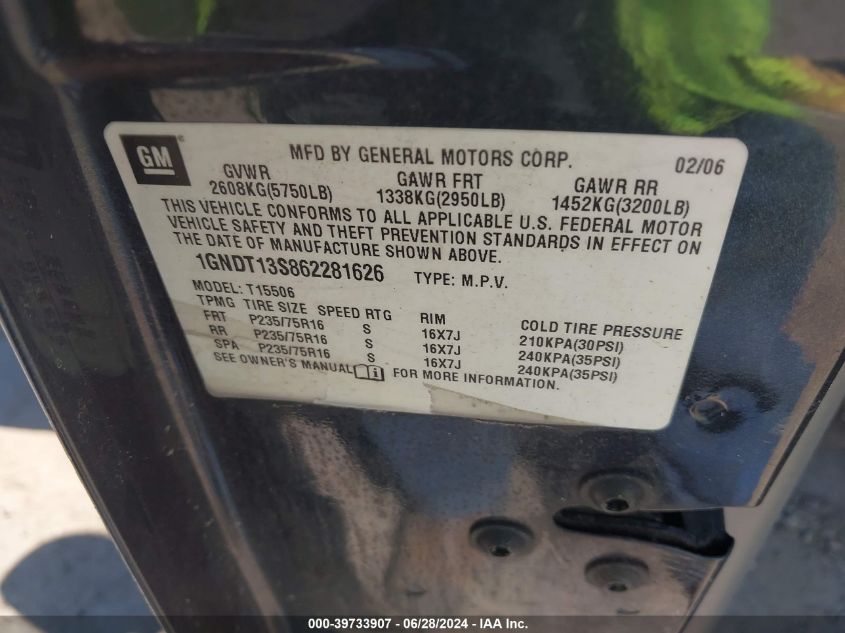 GM
MFD BY GENERAL MOTORS CORP. 02/06
GVWR GAWR FRT GAWR RR
2608KG(5750LB) 1338KG(2950LB) 1452KG(3200LB)
THIS VEHICLE CONFORMS TO ALL APPLICABLE U.S. FEDERAL MOTOR
VEHICLE SAFETY AND THEFT PREVENTION STANDARDS IN EFFECT ON
THE DATE OF MANUFACTURE SHOWN ABOVE.
1GNDT13S862281626 TYPE: M.P.V.
MODEL: T15506
TPMG TIRE SIZE SPEED RTG RIM COLD TIRE PRESSURE
FRT P235/75R16 S 16X7J 210KPA(30PSI)
RR P235/75R16 S 16X7J 240KPA(35PSI)
SPA P235/75R16 S 16X7J 240KPA(35PSI)
SEE OWNER'S MANUAL FOR MORE INFORMATION.
000-39733907 - 06/28/2024 - IAA Inc.